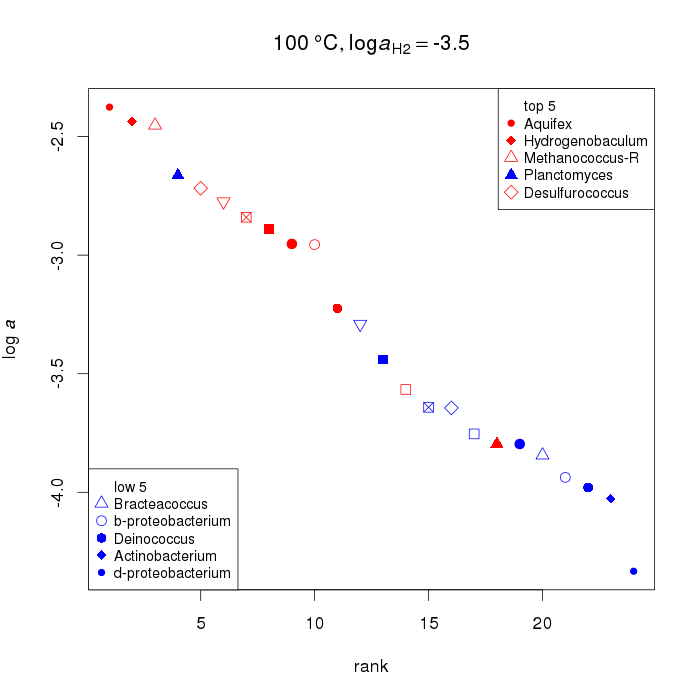 100 °C, logaH2 = -3.5
top 5
Aquifex
Hydrogenobaculum
Methanococcus-R
Planctomyces
Desulfurococcus
-2.5
-3.0
-3.5
-4.0
log a
low 5
Bracteacoccus
b-proteobacterium
Deinococcus
Actinobacterium
d-proteobacterium
5 10 15 20
rank